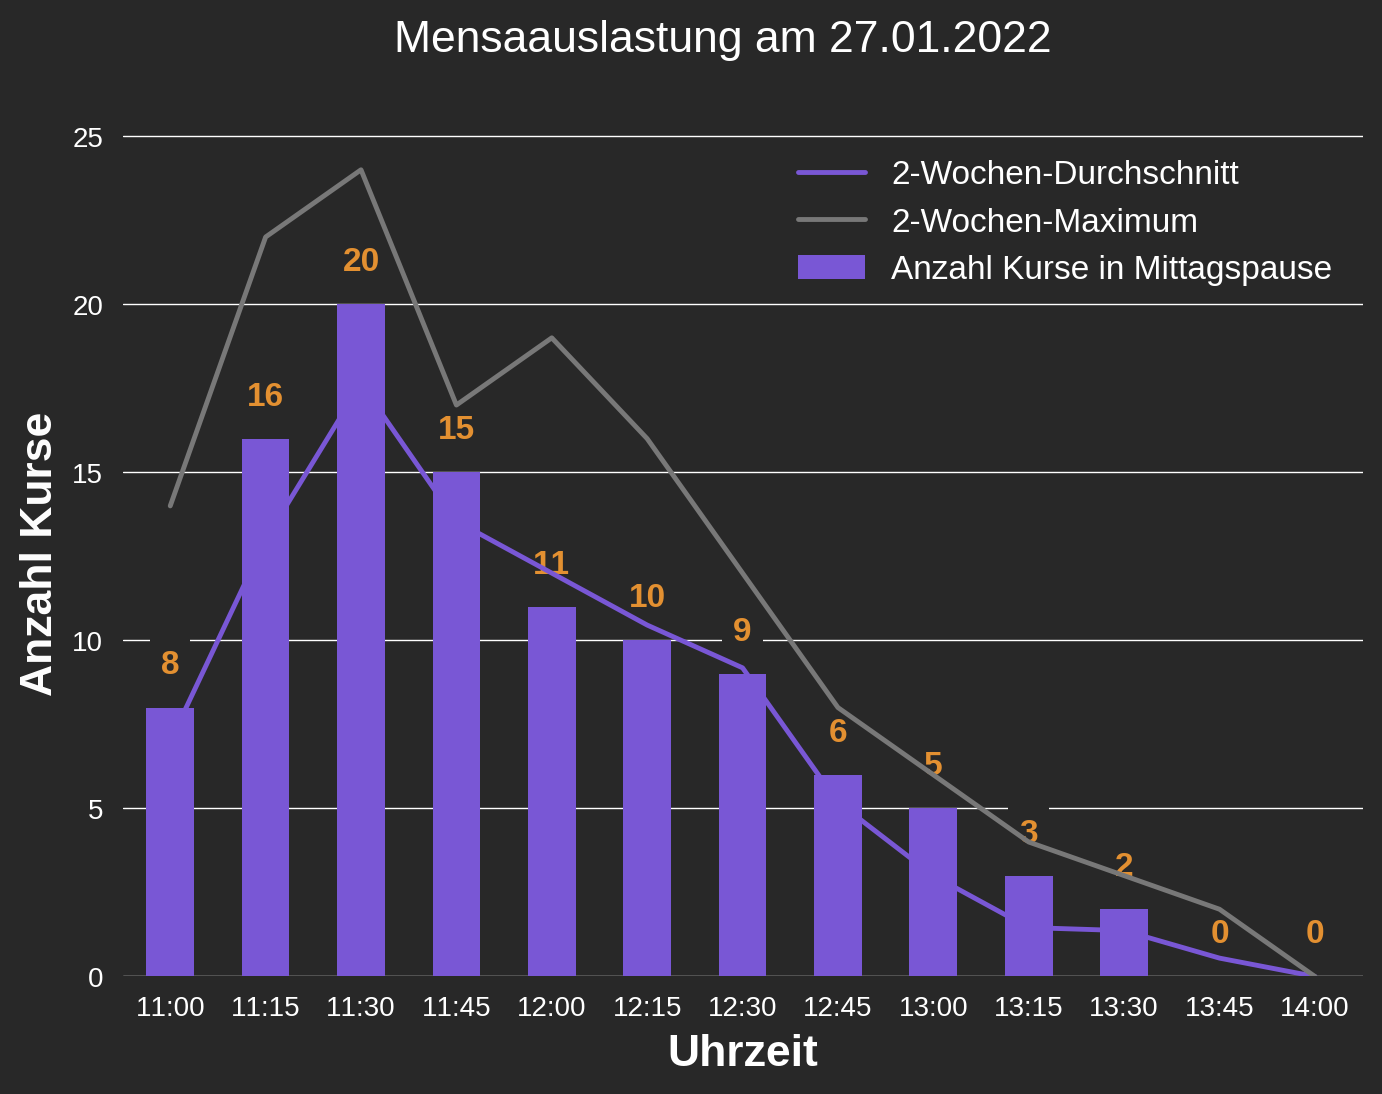 Mensaauslastung am 27.01.2022
25
20
15
10
5
0
Anzahl Kurse
2-Wochen-Durchschnitt
2-Wochen-Maximum
Anzahl Kurse in Mittagspause
8
16
20
15
11
10
9
6
5
3
2
0
0
11:00 11:15 11:30 11:45 12:00 12:15 12:30 12:45 13:00 13:15 13:30 13:45 14:00
Uhrzeit